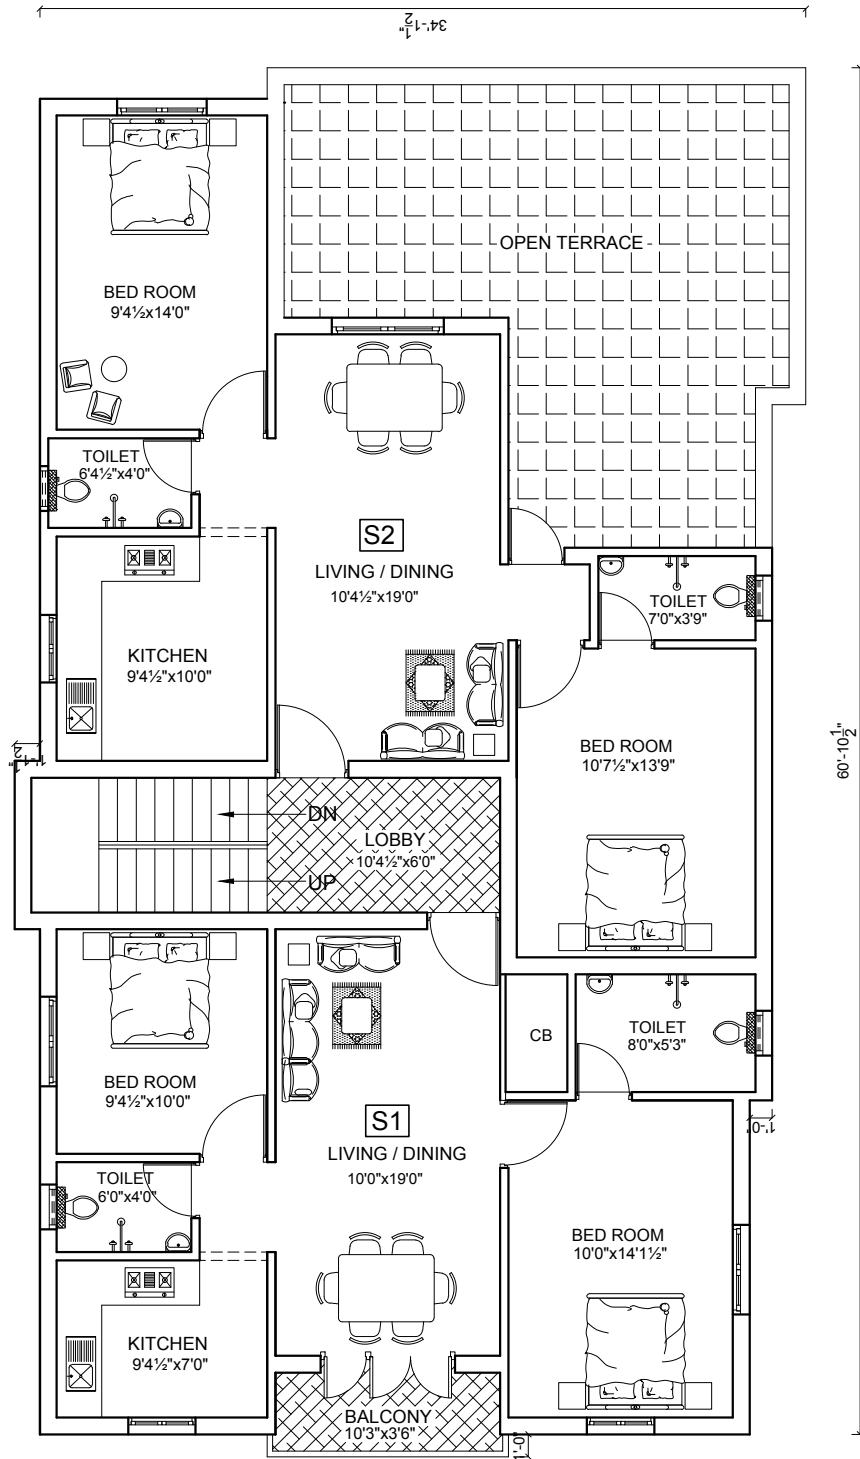 34'-1½"
OPEN TERRACE
BED ROOM
9'4½x14'0"
TOILET
6'4½"x4'0"
S2
LIVING / DINING
10'4½"x19'0"
TOILET
7'0"x3'9"
KITCHEN
9'4½"x10'0"
BED ROOM
10'7½"x13'9"
60'-10½"
DN
LOBBY
10'4½"x6'0"
UP
CB
TOILET
8'0"x5'3"
BED ROOM
9'4½"x10'0"
S1
LIVING / DINING
10'0"x19'0"
1'-0"
TOILET
6'0"x4'0"
BED ROOM
10'0"x14'1½"
KITCHEN
9'4½"x7'0"
BALCONY
10'3"x3'6"
1'-0"